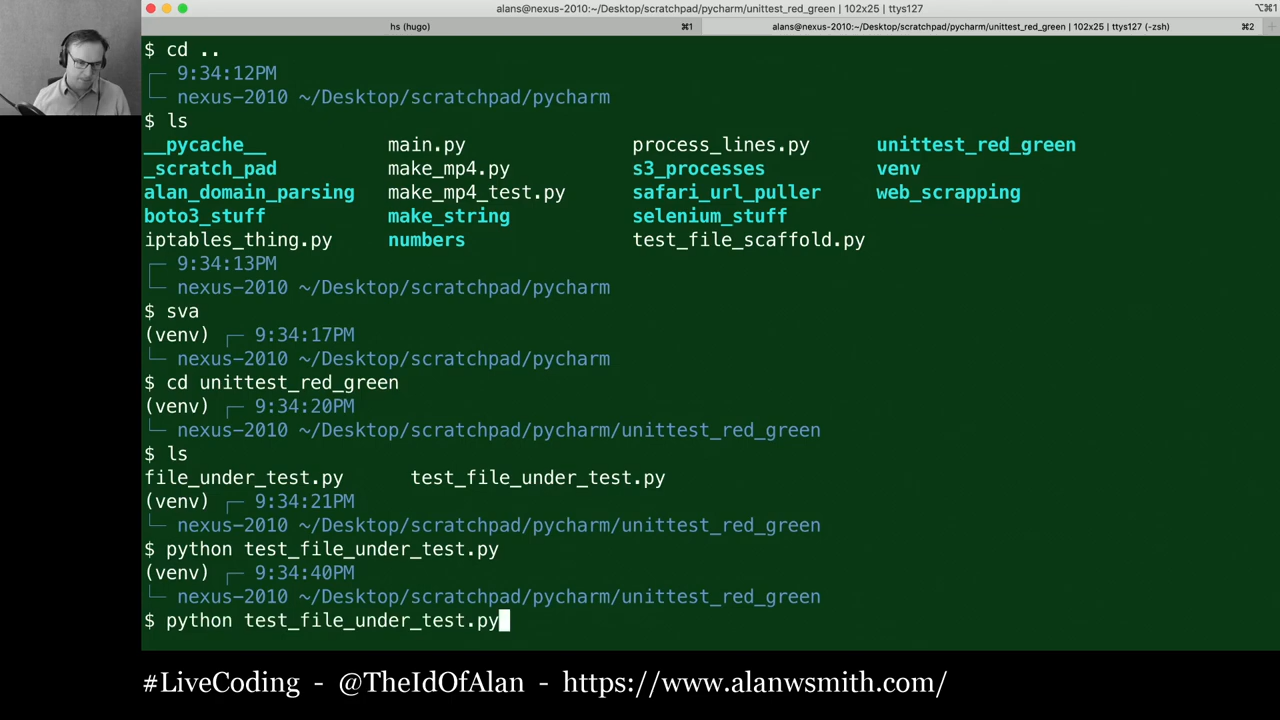 alans@nexus-2010:~/Desktop/scratchpad/pycharm/unittest_red_green | 102x25 | ttys127
⌥⌘1
hs (hugo) ⌘1 alans@nexus-2010:~/Desktop/scratchpad/pycharm/unittest_red_green | 102x25 | ttys127 (-zsh) ⌘2 +
$ cd ..
9:34:12PM
nexus-2010 ~/Desktop/scratchpad/pycharm
$ ls
__pycache__ main.py process_lines.py unittest_red_green
_scratch_pad make_mp4.py s3_processes venv
alan_domain_parsing make_mp4_test.py safari_url_puller web_scrapping
boto3_stuff make_string selenium_stuff
iptables_thing.py numbers test_file_scaffold.py
9:34:13PM
nexus-2010 ~/Desktop/scratchpad/pycharm
$ sva
(venv) 9:34:17PM
nexus-2010 ~/Desktop/scratchpad/pycharm
$ cd unittest_red_green
(venv) 9:34:20PM
nexus-2010 ~/Desktop/scratchpad/pycharm/unittest_red_green
$ ls
file_under_test.py test_file_under_test.py
(venv) 9:34:21PM
nexus-2010 ~/Desktop/scratchpad/pycharm/unittest_red_green
$ python test_file_under_test.py
(venv) 9:34:40PM
nexus-2010 ~/Desktop/scratchpad/pycharm/unittest_red_green
$ python test_file_under_test.py
#LiveCoding - @TheIdOfAlan - https://www.alanwsmith.com/